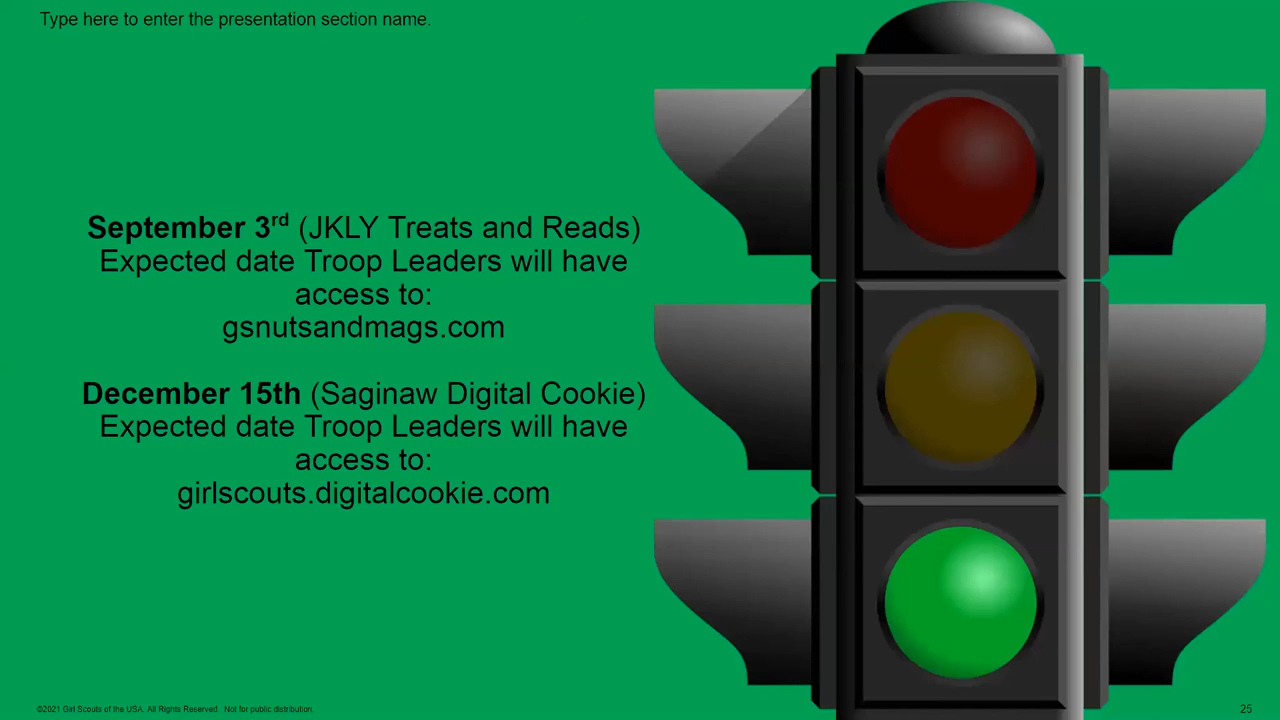 Type here to enter the presentation section name.
September 3rd (JKLY Treats and Reads)
Expected date Troop Leaders will have
access to:
gsnutsandmags.com
December 15th (Saginaw Digital Cookie)
Expected date Troop Leaders will have
access to:
girlscouts.digitalcookie.com
©2021 Girl Scouts of the USA. All Rights Reserved. Not for public distribution.
25